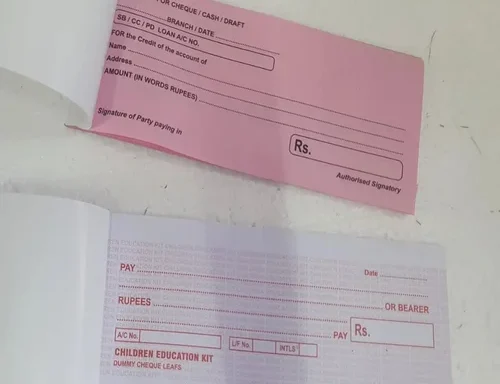 OR CHEQUE / CASH / DRAFT
BRANCH / DATE
SB / CC / PD LOAN A/C NO.
FOR the Credit of the account of
Name
Address
AMOUNT (IN WORDS RUPEES)
Signature of Party paying in
Rs.
Authorised Signatory
Date
PAY
OR BEARER
RUPEES
PAY Rs.
A/C No.
L/F No. INTLS
CHILDREN EDUCATION KIT
DUMMY CHEQUE LEAFS